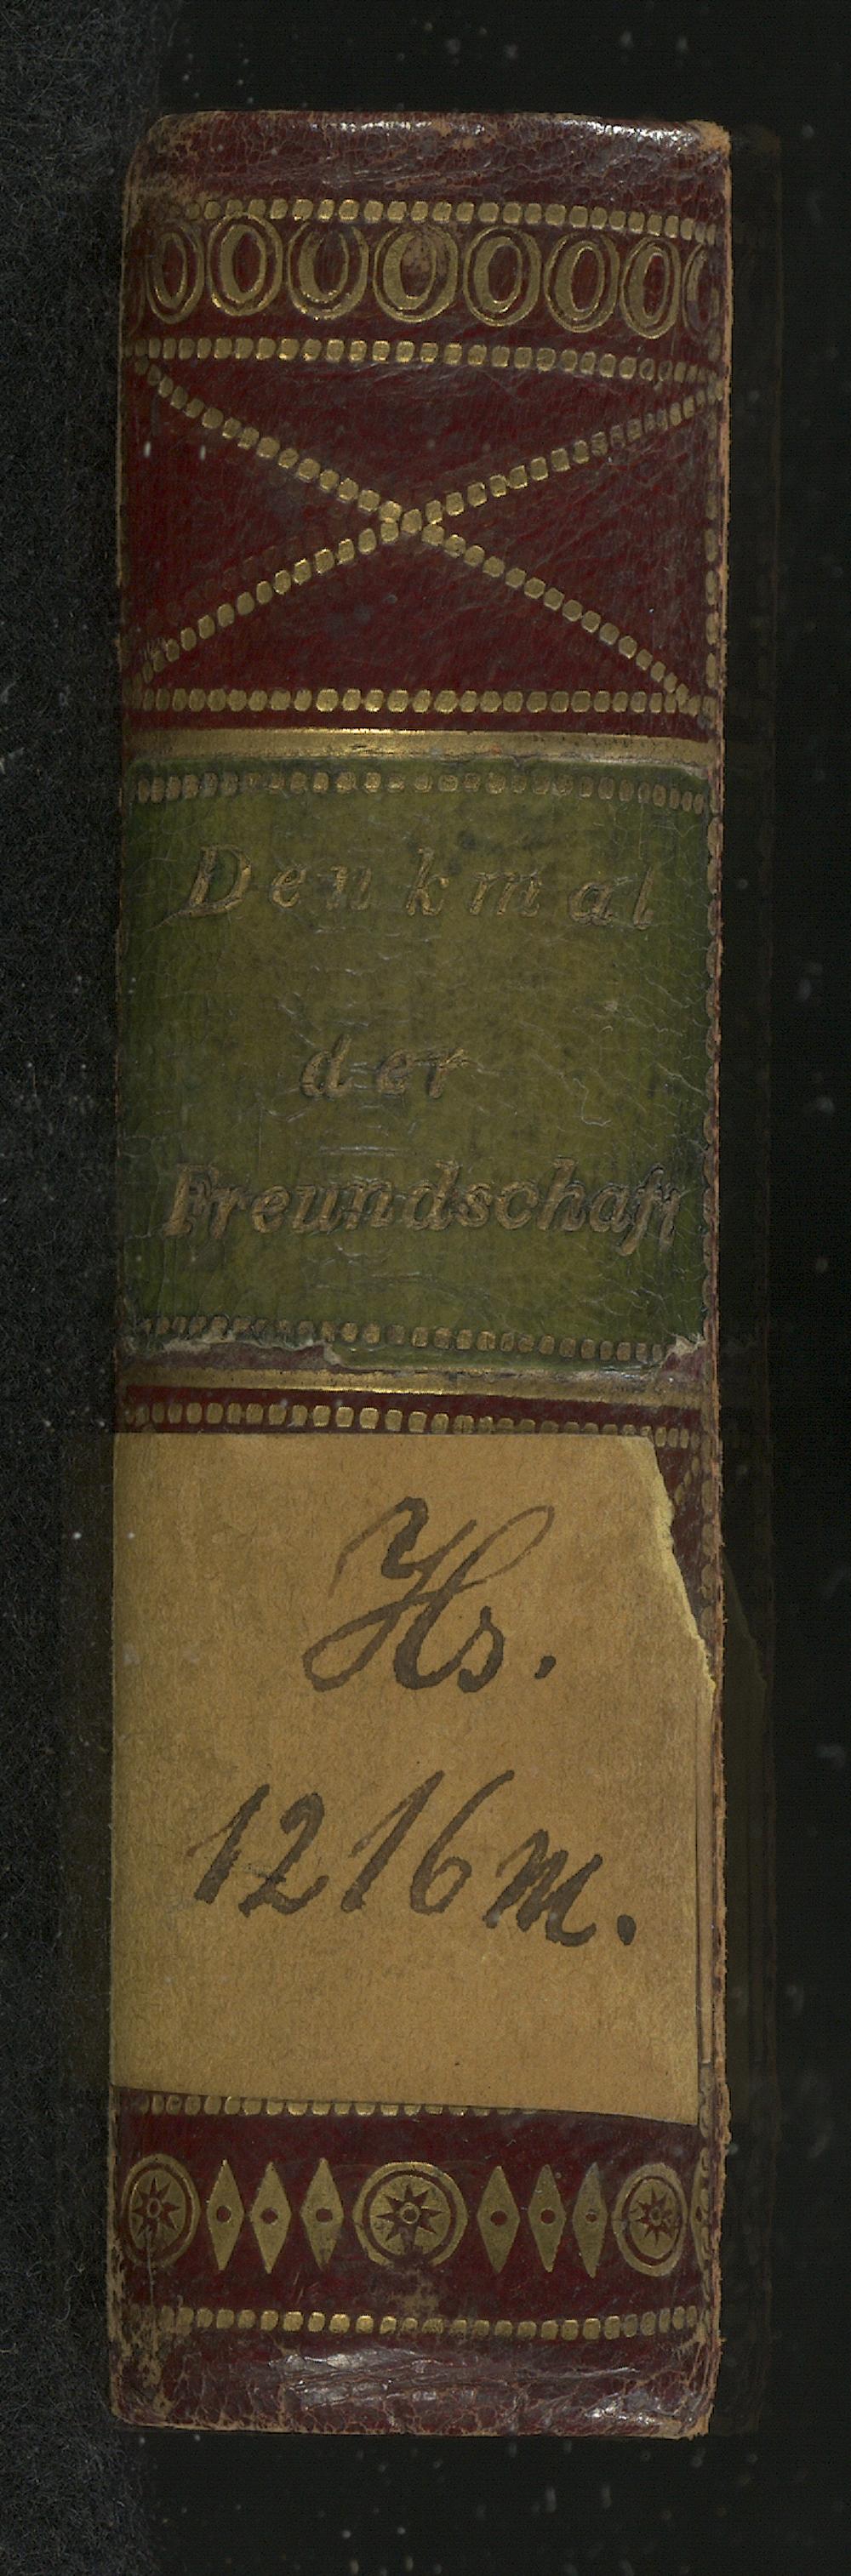 Denkmal
der
Freundschaft
Hs.
1216m.